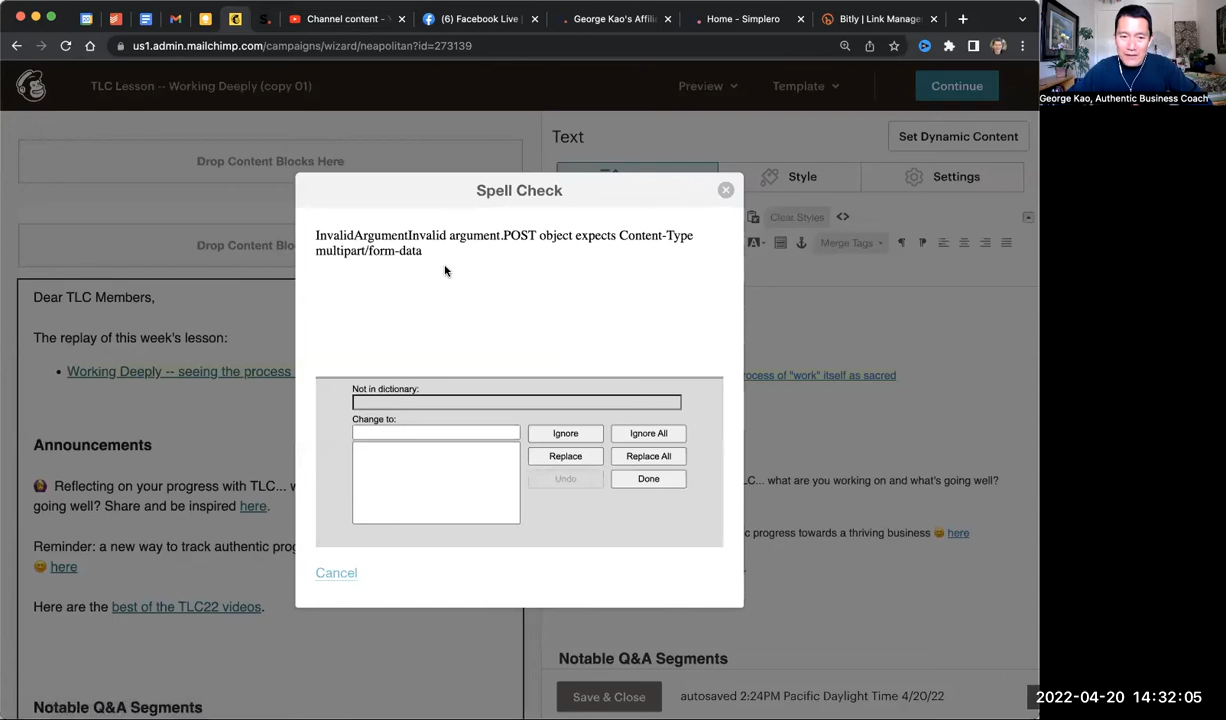 Channel content - Y
(6) Facebook Live |
George Kao's Affili
Home - Simplero
Bitly | Link Manage
us1.admin.mailchimp.com/campaigns/wizard/neapolitan?id=273139
TLC Lesson -- Working Deeply (copy 01)
Preview
Template
Continue
George Kao, Authentic Business Coach
Drop Content Blocks Here
Text
Set Dynamic Content
Style
Settings
Clear Styles
Merge Tags
Drop Content Blo
Spell Check
InvalidArgumentInvalid argument.POST object expects Content-Type
multipart/form-data
Not in dictionary:
Change to:
Ignore
Ignore All
Replace
Replace All
Undo
Done
Cancel
Dear TLC Members,
The replay of this week's lesson:
Working Deeply -- seeing the process
Announcements
Reflecting on your progress with TLC... w
going well? Share and be inspired here.
Reminder: a new way to track authentic prog
here
Here are the best of the TLC22 videos.
Notable Q&A Segments
rocess of "work" itself as sacred
LC... what are you working on and what's going well?
c progress towards a thriving business here
Notable Q&A Segments
Save & Close
autosaved 2:24PM Pacific Daylight Time 4/20/22
2022-04-20 14:32:05